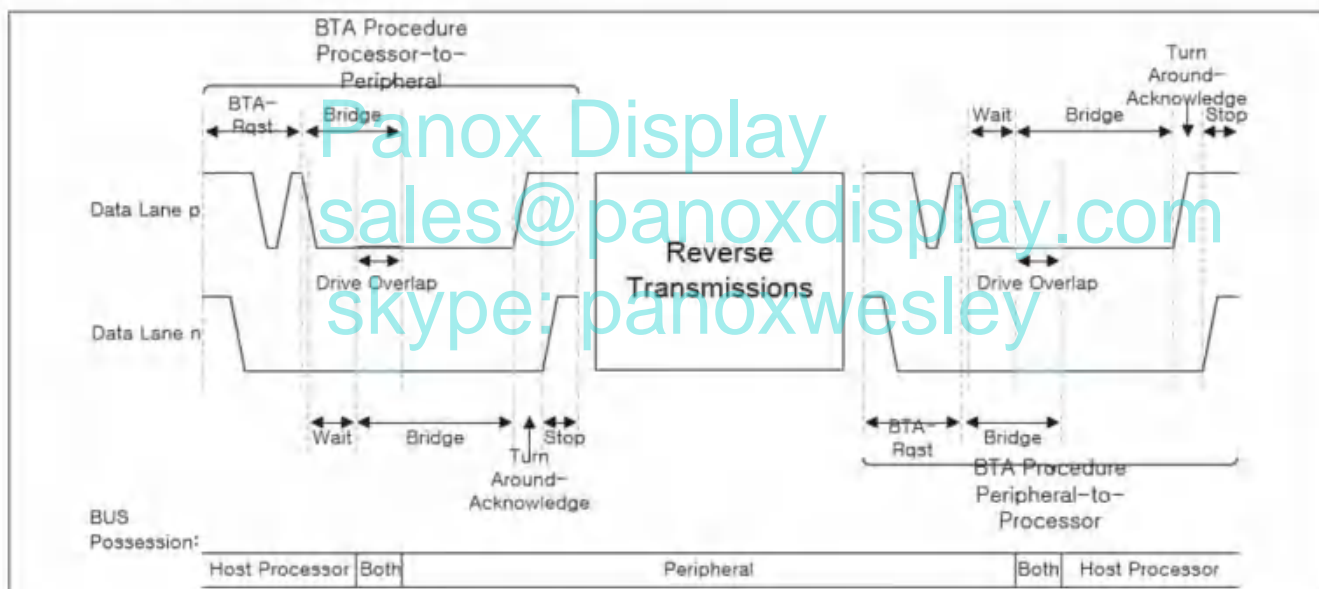 BTA Procedure
Processor-to-
Peripheral
BTA-
Rqst
Bridge
Turn
Around-
Acknowledge
Wait
Bridge
Stop
Panox Display
Data Lane p
sales@panoxdisplay.com
Reverse
Transmissions
Drive Overlap
Drive Overlap
Data Lane n
skype: panoxwesley
Wait
Bridge
Stop
Turn
Around-
Acknowledge
BTA-
Rqst
Bridge
BTA Procedure
Peripheral-to-
Processor
BUS
Possession:
Host Processor Both Peripheral Both Host Processor